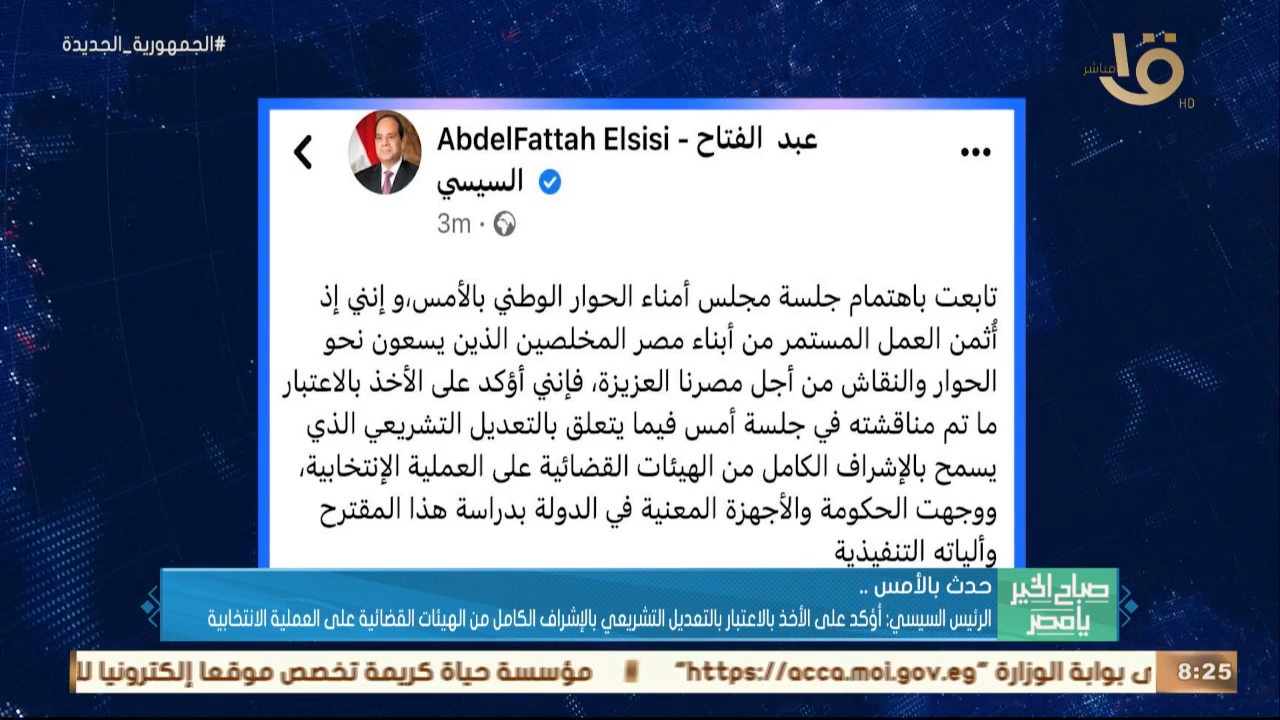 #الجمهورية_الجديدة
مباشر
HD
AbdelFattah Elsisi - عبد الفتاح
السيسي
3m ·
تابعت باهتمام جلسة مجلس أمناء الحوار الوطني بالأمس،و إنني إذ
أُثمن العمل المستمر من أبناء مصر المخلصين الذين يسعون نحو
الحوار والنقاش من أجل مصرنا العزيزة، فإنني أؤكد على الأخذ بالاعتبار
ما تم مناقشته في جلسة أمس فيما يتعلق بالتعديل التشريعي الذي
يسمح بالإشراف الكامل من الهيئات القضائية على العملية الإنتخابية،
ووجهت الحكومة والأجهزة المعنية في الدولة بدراسة هذا المقترح
وألياته التنفيذية
صباح الخير
يا مصر
حدث بالأمس ..
الرئيس السيسي: أؤكد على الأخذ بالاعتبار بالتعديل التشريعي بالإشراف الكامل من الهيئات القضائية على العملية الانتخابية
8:25 ى بوابة الوزارة "https://acca.moi.gov.eg" مؤسسة حياة كريمة تخصص موقعا إلكترونيا لا